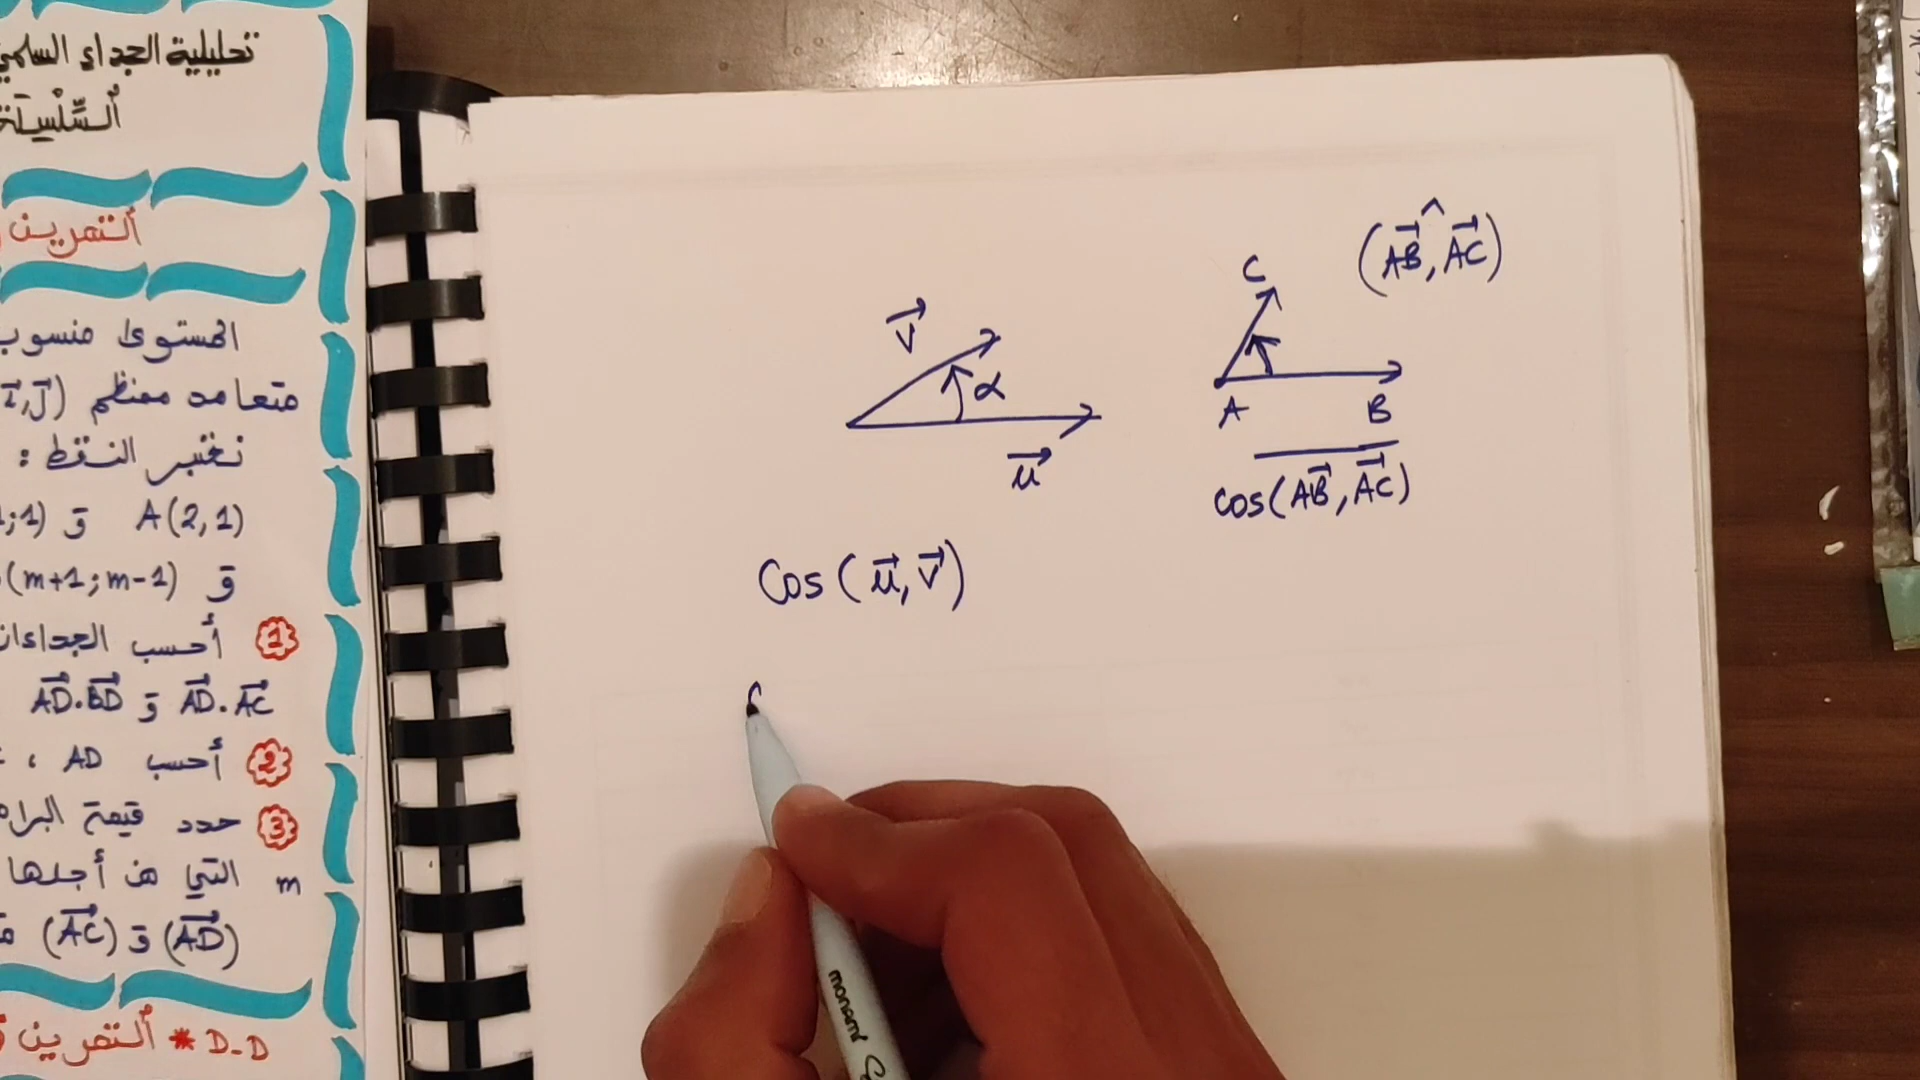 تحليلية الجداء السلمي
التمرين
المستوى منسوب
متعامد ممنظم (i⃗,j⃗)
نعتبر النقط :
A(2,1) و ;1)
و (m+1;m-1)
① أحسب الجداءات
AD⃗.AC⃗ و AD⃗.BD⃗
② أحسب AD ،
③ حدد قيمة
m التي من أجلها
(AD⃗) و (AC⃗)
D-D * التمرين
(AB⃗,AC⃗)^
C
v⃗
α
A B
u⃗
cos(AB⃗,AC⃗)
Cos(u⃗,v⃗)
monami